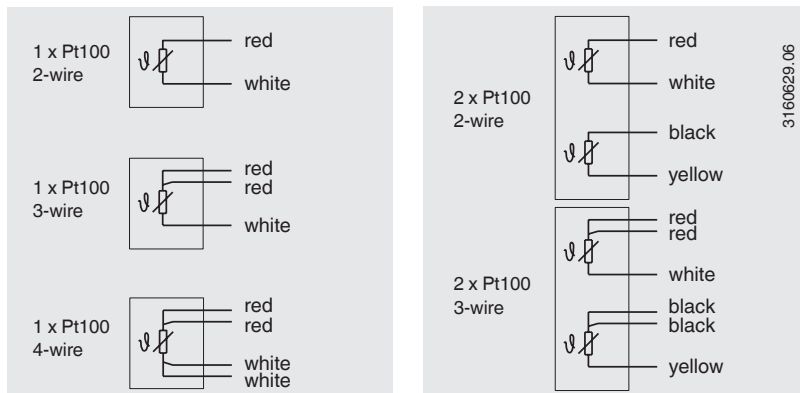 1 x Pt100
2-wire
red
white
1 x Pt100
3-wire
red
red
white
1 x Pt100
4-wire
red
red
white
white
2 x Pt100
2-wire
red
white
black
yellow
2 x Pt100
3-wire
red
red
white
black
black
yellow
3160629.06
ϑ
ϑ
ϑ
ϑ
ϑ
ϑ
ϑ